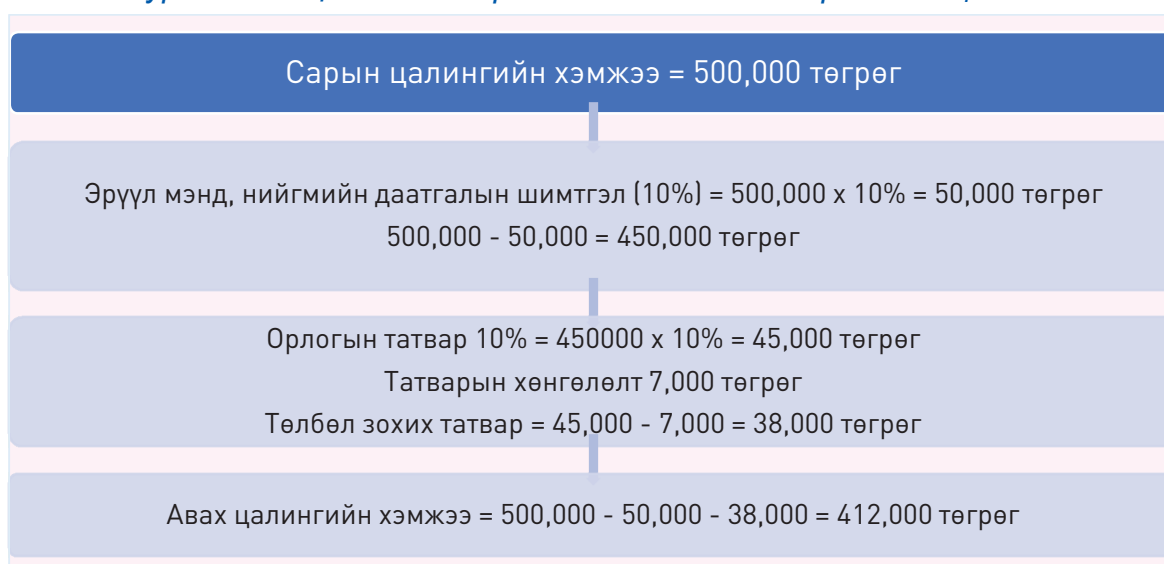 Сарын цалингийн хэмжээ = 500,000 төгрөг
Эрүүл мэнд, нийгмийн даатгалын шимтгэл (10%) = 500,000 x 10% = 50,000 төгрөг
500,000 - 50,000 = 450,000 төгрөг
Орлогын татвар 10% = 450000 x 10% = 45,000 төгрөг
Татварын хөнгөлөлт 7,000 төгрөг
Төлбөл зохих татвар = 45,000 - 7,000 = 38,000 төгрөг
Авах цалингийн хэмжээ = 500,000 - 50,000 - 38,000 = 412,000 төгрөг